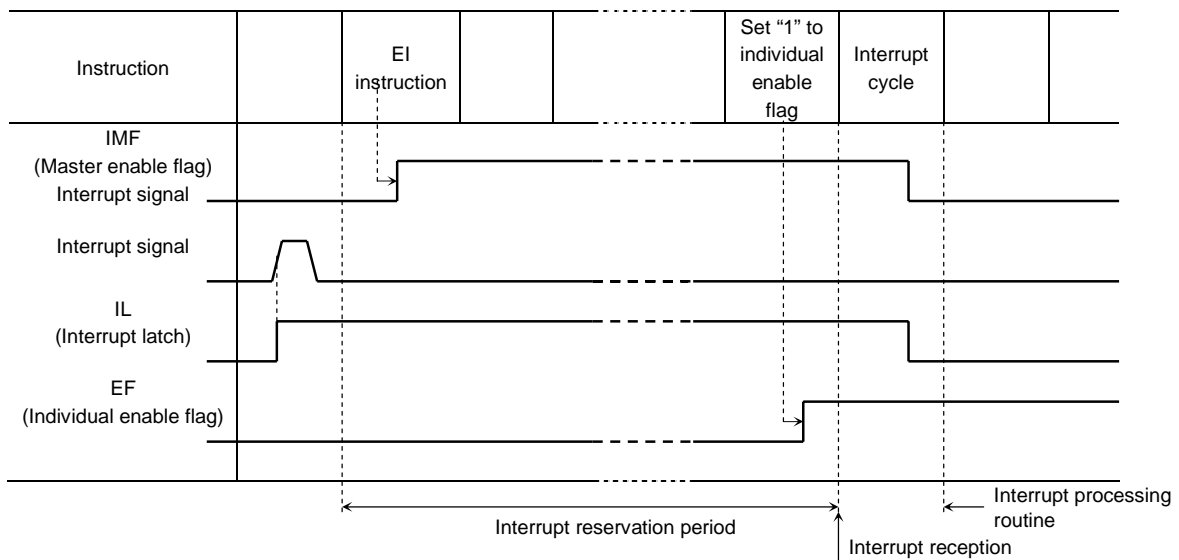 Instruction
EI
instruction
Set “1” to
individual
enable
flag
Interrupt
cycle
IMF
(Master enable flag)
Interrupt signal
Interrupt signal
IL
(Interrupt latch)
EF
(Individual enable flag)
Interrupt reservation period
Interrupt processing
routine
Interrupt reception